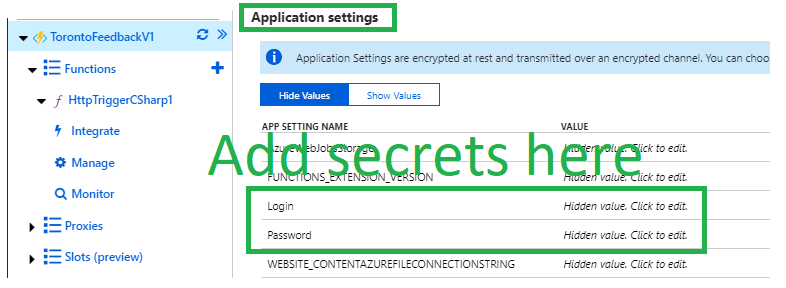 TorontoFeedbackV1
Functions
HttpTriggerCSharp1
Integrate
Manage
Monitor
Proxies
Slots (preview)
Application settings
Application Settings are encrypted at rest and transmitted over an encrypted channel. You can choo
Hide Values
Show Values
APP SETTING NAME
VALUE
AzureWebJobsStorage
Hidden value. Click to edit.
Add secrets here
FUNCTIONS_EXTENSION_VERSION
Hidden value. Click to edit.
Login
Hidden value. Click to edit.
Password
Hidden value. Click to edit.
WEBSITE_CONTENTAZUREFILECONNECTIONSTRING
Hidden value. Click to edit.